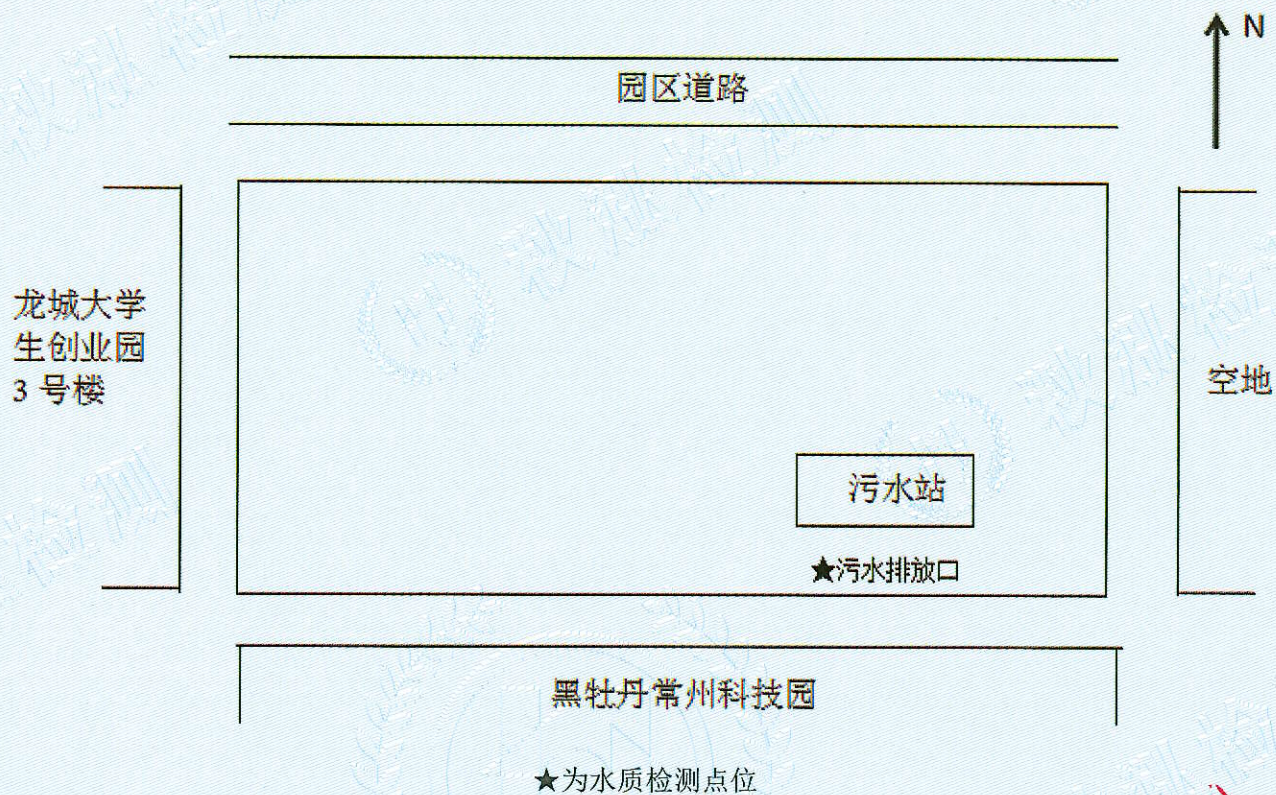 N
园区道路
龙城大学
生创业园
3 号楼
空地
污水站
★污水排放口
黑牡丹常州科技园
★为水质检测点位